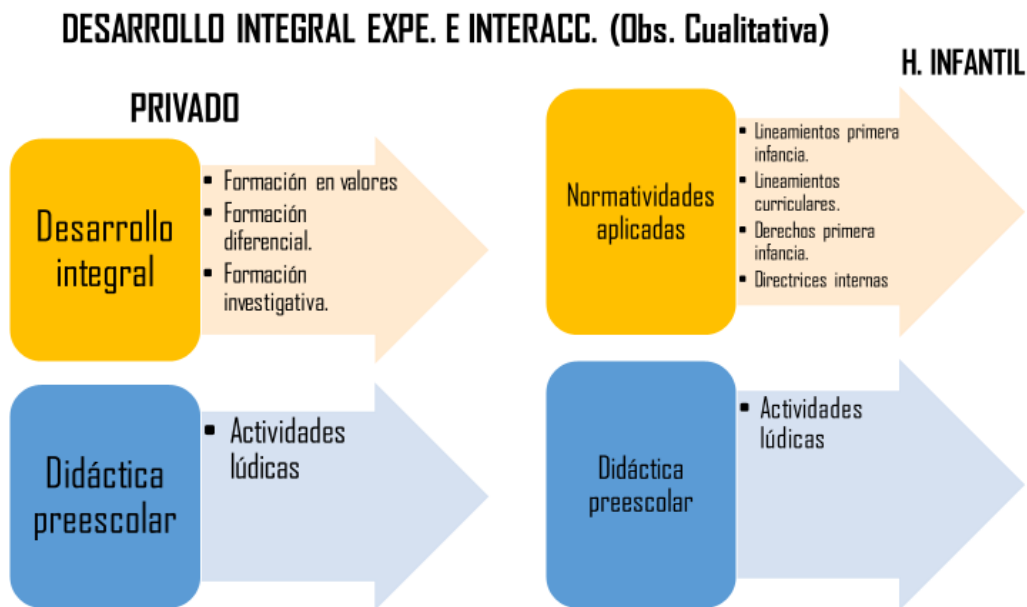 DESARROLLO INTEGRAL EXPE. E INTERACC. (Obs. Cualitativa)
PRIVADO
Desarrollo
integral
▪ Formación en valores
▪ Formación
diferencial.
▪ Formación
investigativa.
Didáctica
preescolar
▪ Actividades
lúdicas
H. INFANTIL
Normatividades
aplicadas
▪ Lineamientos primera
infancia.
▪ Lineamientos
curriculares.
▪ Derechos primera
infancia.
▪ Directrices internas
Didáctica
preescolar
▪ Actividades
lúdicas